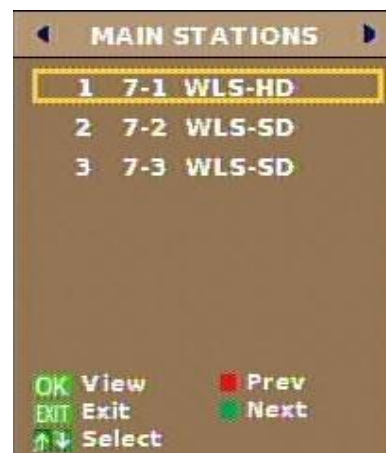 MAIN STATIONS
1 7-1 WLS-HD
2 7-2 WLS-SD
3 7-3 WLS-SD
OK View Prev
EXIT Exit Next
Select